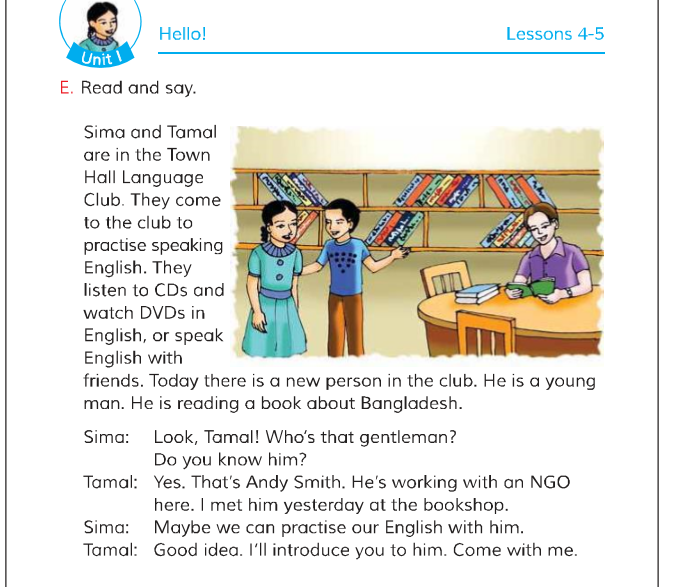 Hello!
Lessons 4-5
Unit 1
E. Read and say.
Sima and Tamal
are in the Town
Hall Language
Club. They come
to the club to
practise speaking
English. They
listen to CDs and
watch DVDs in
English, or speak
English with
friends. Today there is a new person in the club. He is a young
man. He is reading a book about Bangladesh.
Sima: Look, Tamal! Who's that gentleman?
Do you know him?
Tamal: Yes. That's Andy Smith. He's working with an NGO
here. I met him yesterday at the bookshop.
Sima: Maybe we can practise our English with him.
Tamal: Good idea. I'll introduce you to him. Come with me.